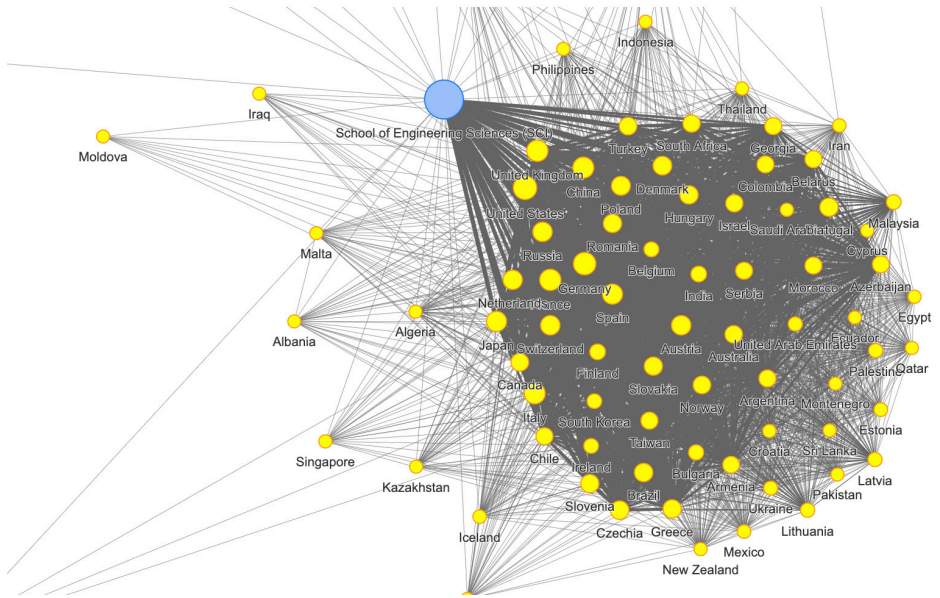 Indonesia
Philippines
Thailand
Iraq
School of Engineering Sciences (SCI)
Turkey
South Africa
Georgia
Iran
Moldova
United Kingdom
China
Denmark
Colombia
Belarus
United States
Poland
Hungary
Israel
Saudi Arabia
tugal
Malaysia
Malta
Russia
Romania
Belgium
Cyprus
Netherlands
nce
Germany
India
Serbia
Morocco
Azerbaijan
Egypt
Albania
Algeria
Japan
Switzerland
Spain
Austria
Australia
United Arab Emirates
Ecuador
Palestine
Qatar
Canada
Finland
Slovakia
Norway
Argentina
Montenegro
Italy
South Korea
Taiwan
Croatia
Sri Lanka
Estonia
Singapore
Kazakhstan
Chile
Ireland
Bulgaria
Armenia
Pakistan
Latvia
Slovenia
Brazil
Ukraine
Iceland
Czechia
Greece
Mexico
Lithuania
New Zealand